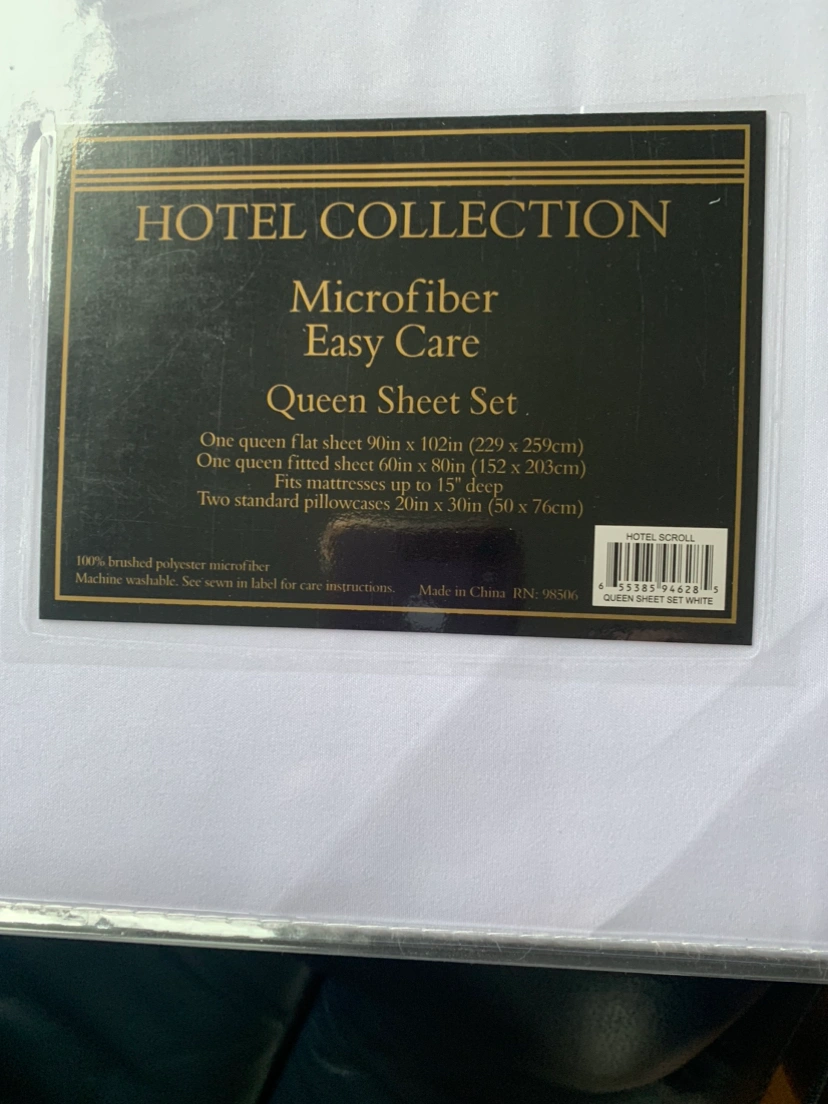 HOTEL COLLECTION
Microfiber
Easy Care
Queen Sheet Set
One queen flat sheet 90in x 102in (229 x 259cm)
One queen fitted sheet 60in x 80in (152 x 203cm)
Fits mattresses up to 15" deep
Two standard pillowcases 20in x 30in (50 x 76cm)
100% brushed polyester microfiber
Machine washable. See sewn in label for care instructions. Made in China RN: 98506
HOTEL SCROLL
6 55385 94628 5
QUEEN SHEET SET WHITE